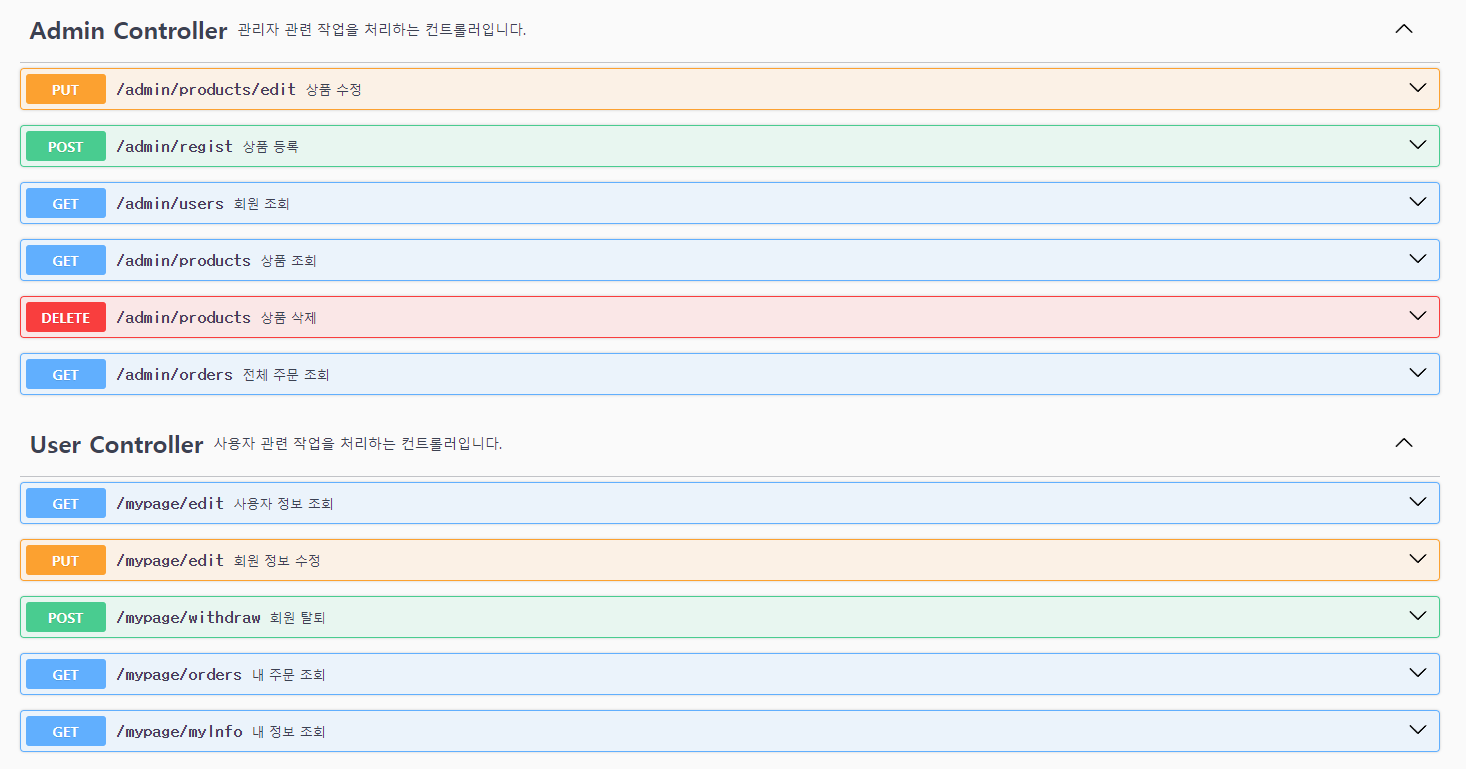 Admin Controller 관리자 관련 작업을 처리하는 컨트롤러입니다.
PUT /admin/products/edit 상품 수정
POST /admin/regist 상품 등록
GET /admin/users 회원 조회
GET /admin/products 상품 조회
DELETE /admin/products 상품 삭제
GET /admin/orders 전체 주문 조회
User Controller 사용자 관련 작업을 처리하는 컨트롤러입니다.
GET /mypage/edit 사용자 정보 조회
PUT /mypage/edit 회원 정보 수정
POST /mypage/withdraw 회원 탈퇴
GET /mypage/orders 내 주문 조회
GET /mypage/myInfo 내 정보 조회